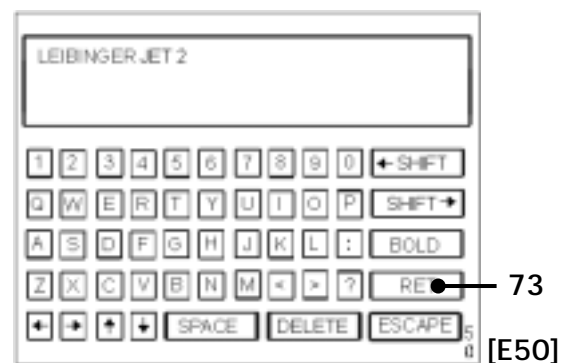 LEIBINGER JET 2
1 2 3 4 5 6 7 8 9 0 ← SHIFT
Q W E R T Y U I O P SHIFT →
A S D F G H J K L : BOLD
Z X C V B N M < > ? RET 73
← → ↑ ↓ SPACE DELETE ESCAPE 50
[E50]